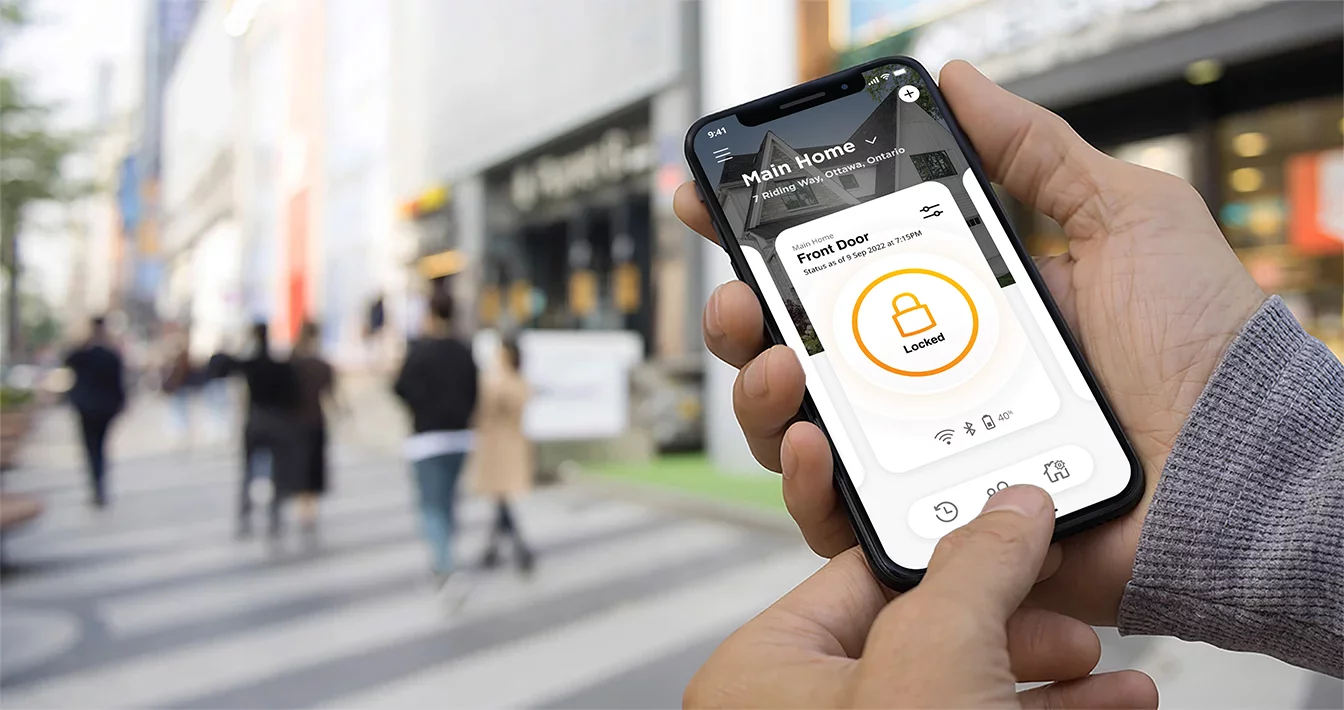 9:41
Main Home
7 Riding Way, Ottawa, Ontario
Main Home
Front Door
Status as of 9 Sep 2022 at 7:15PM
Locked
40%